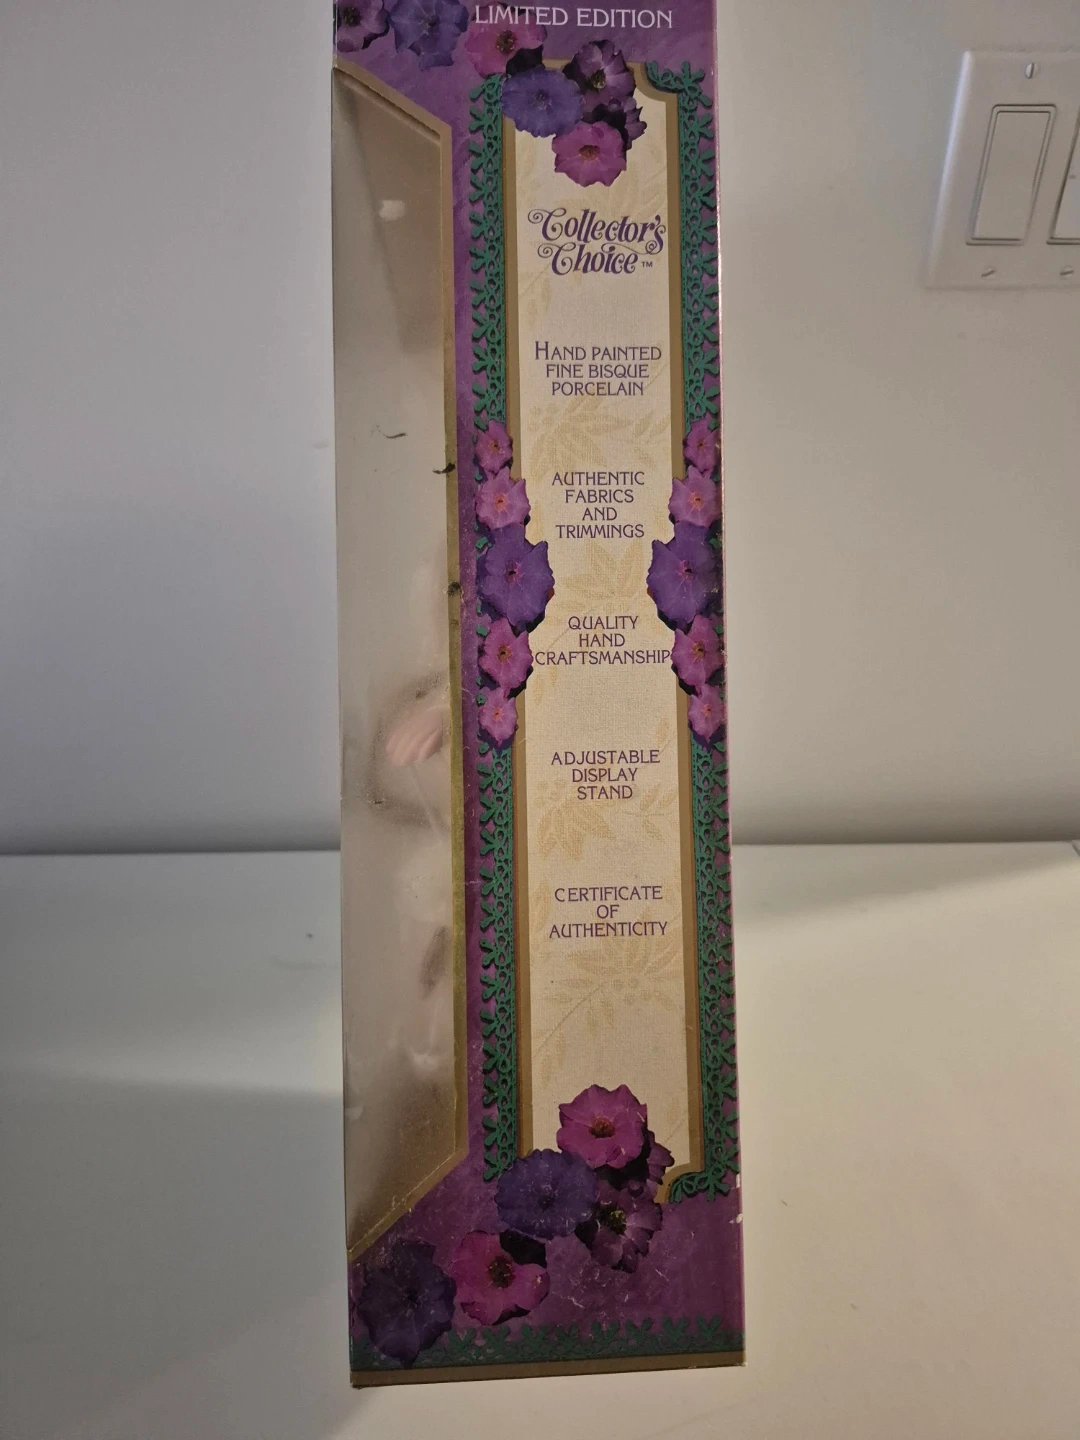 LIMITED EDITION
Collector's
Choice™
HAND PAINTED
FINE BISQUE
PORCELAIN
AUTHENTIC
FABRICS
AND
TRIMMINGS
QUALITY
HAND
CRAFTSMANSHIP
ADJUSTABLE
DISPLAY
STAND
CERTIFICATE
OF
AUTHENTICITY